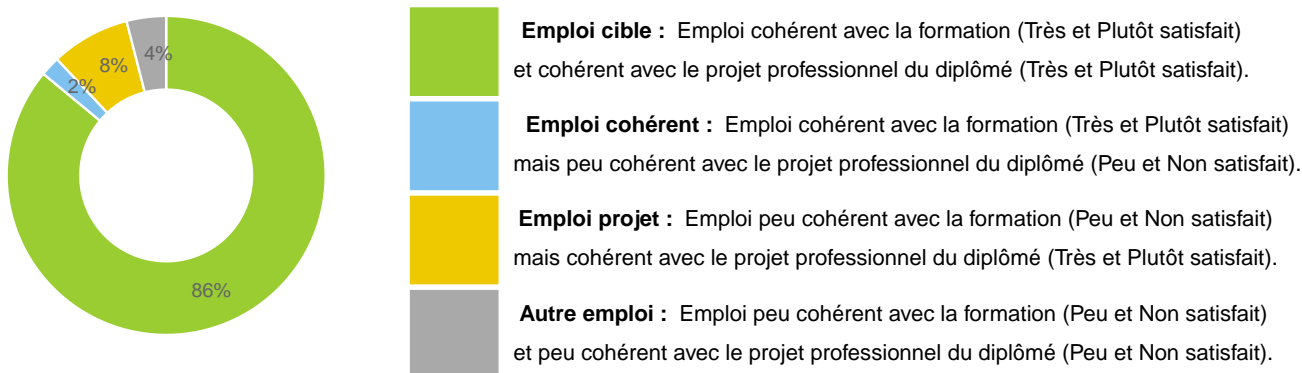 4%
8%
2%
86%
Emploi cible : Emploi cohérent avec la formation (Très et Plutôt satisfait)
et cohérent avec le projet professionnel du diplômé (Très et Plutôt satisfait).
Emploi cohérent : Emploi cohérent avec la formation (Très et Plutôt satisfait)
mais peu cohérent avec le projet professionnel du diplômé (Peu et Non satisfait).
Emploi projet : Emploi peu cohérent avec la formation (Peu et Non satisfait)
mais cohérent avec le projet professionnel du diplômé (Très et Plutôt satisfait).
Autre emploi : Emploi peu cohérent avec la formation (Peu et Non satisfait)
et peu cohérent avec le projet professionnel du diplômé (Peu et Non satisfait).